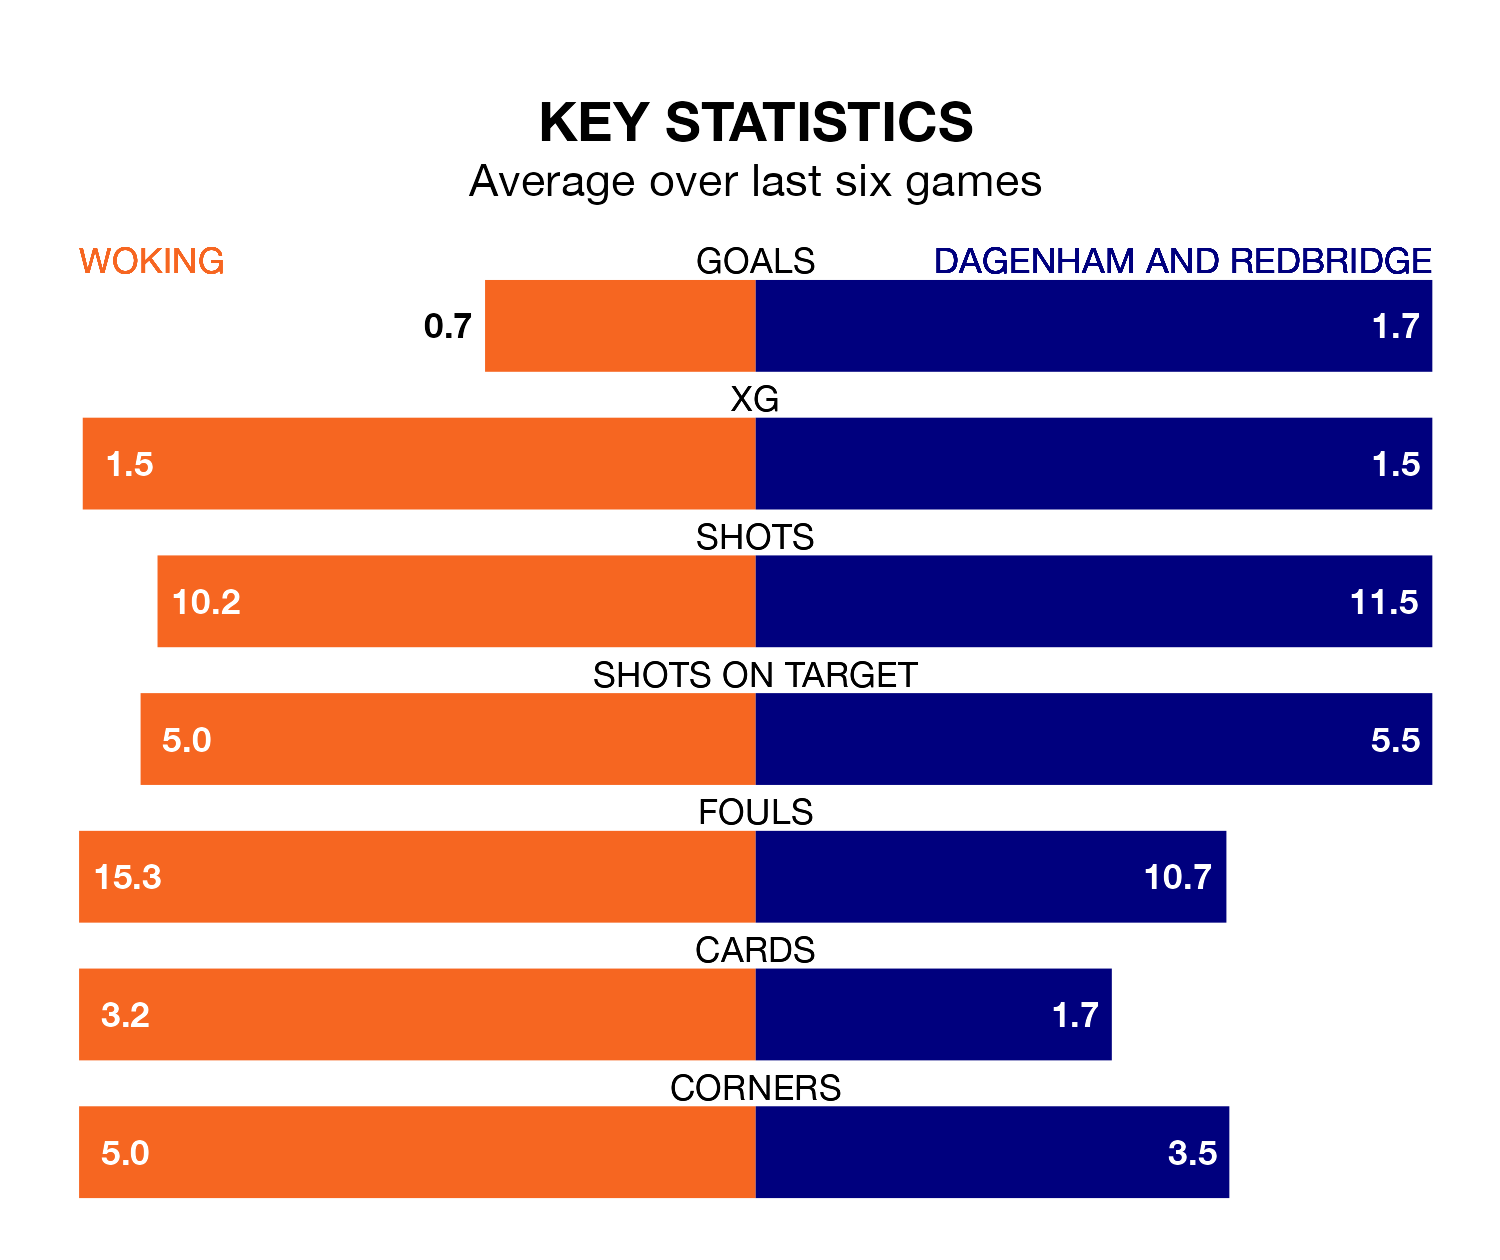 KEY STATISTICS
Average over last six games
WOKING GOALS DAGENHAM AND REDBRIDGE
0.7 1.7
XG
1.5 1.5
SHOTS
10.2 11.5
SHOTS ON TARGET
5.0 5.5
FOULS
15.3 10.7
CARDS
3.2 1.7
CORNERS
5.0 3.5